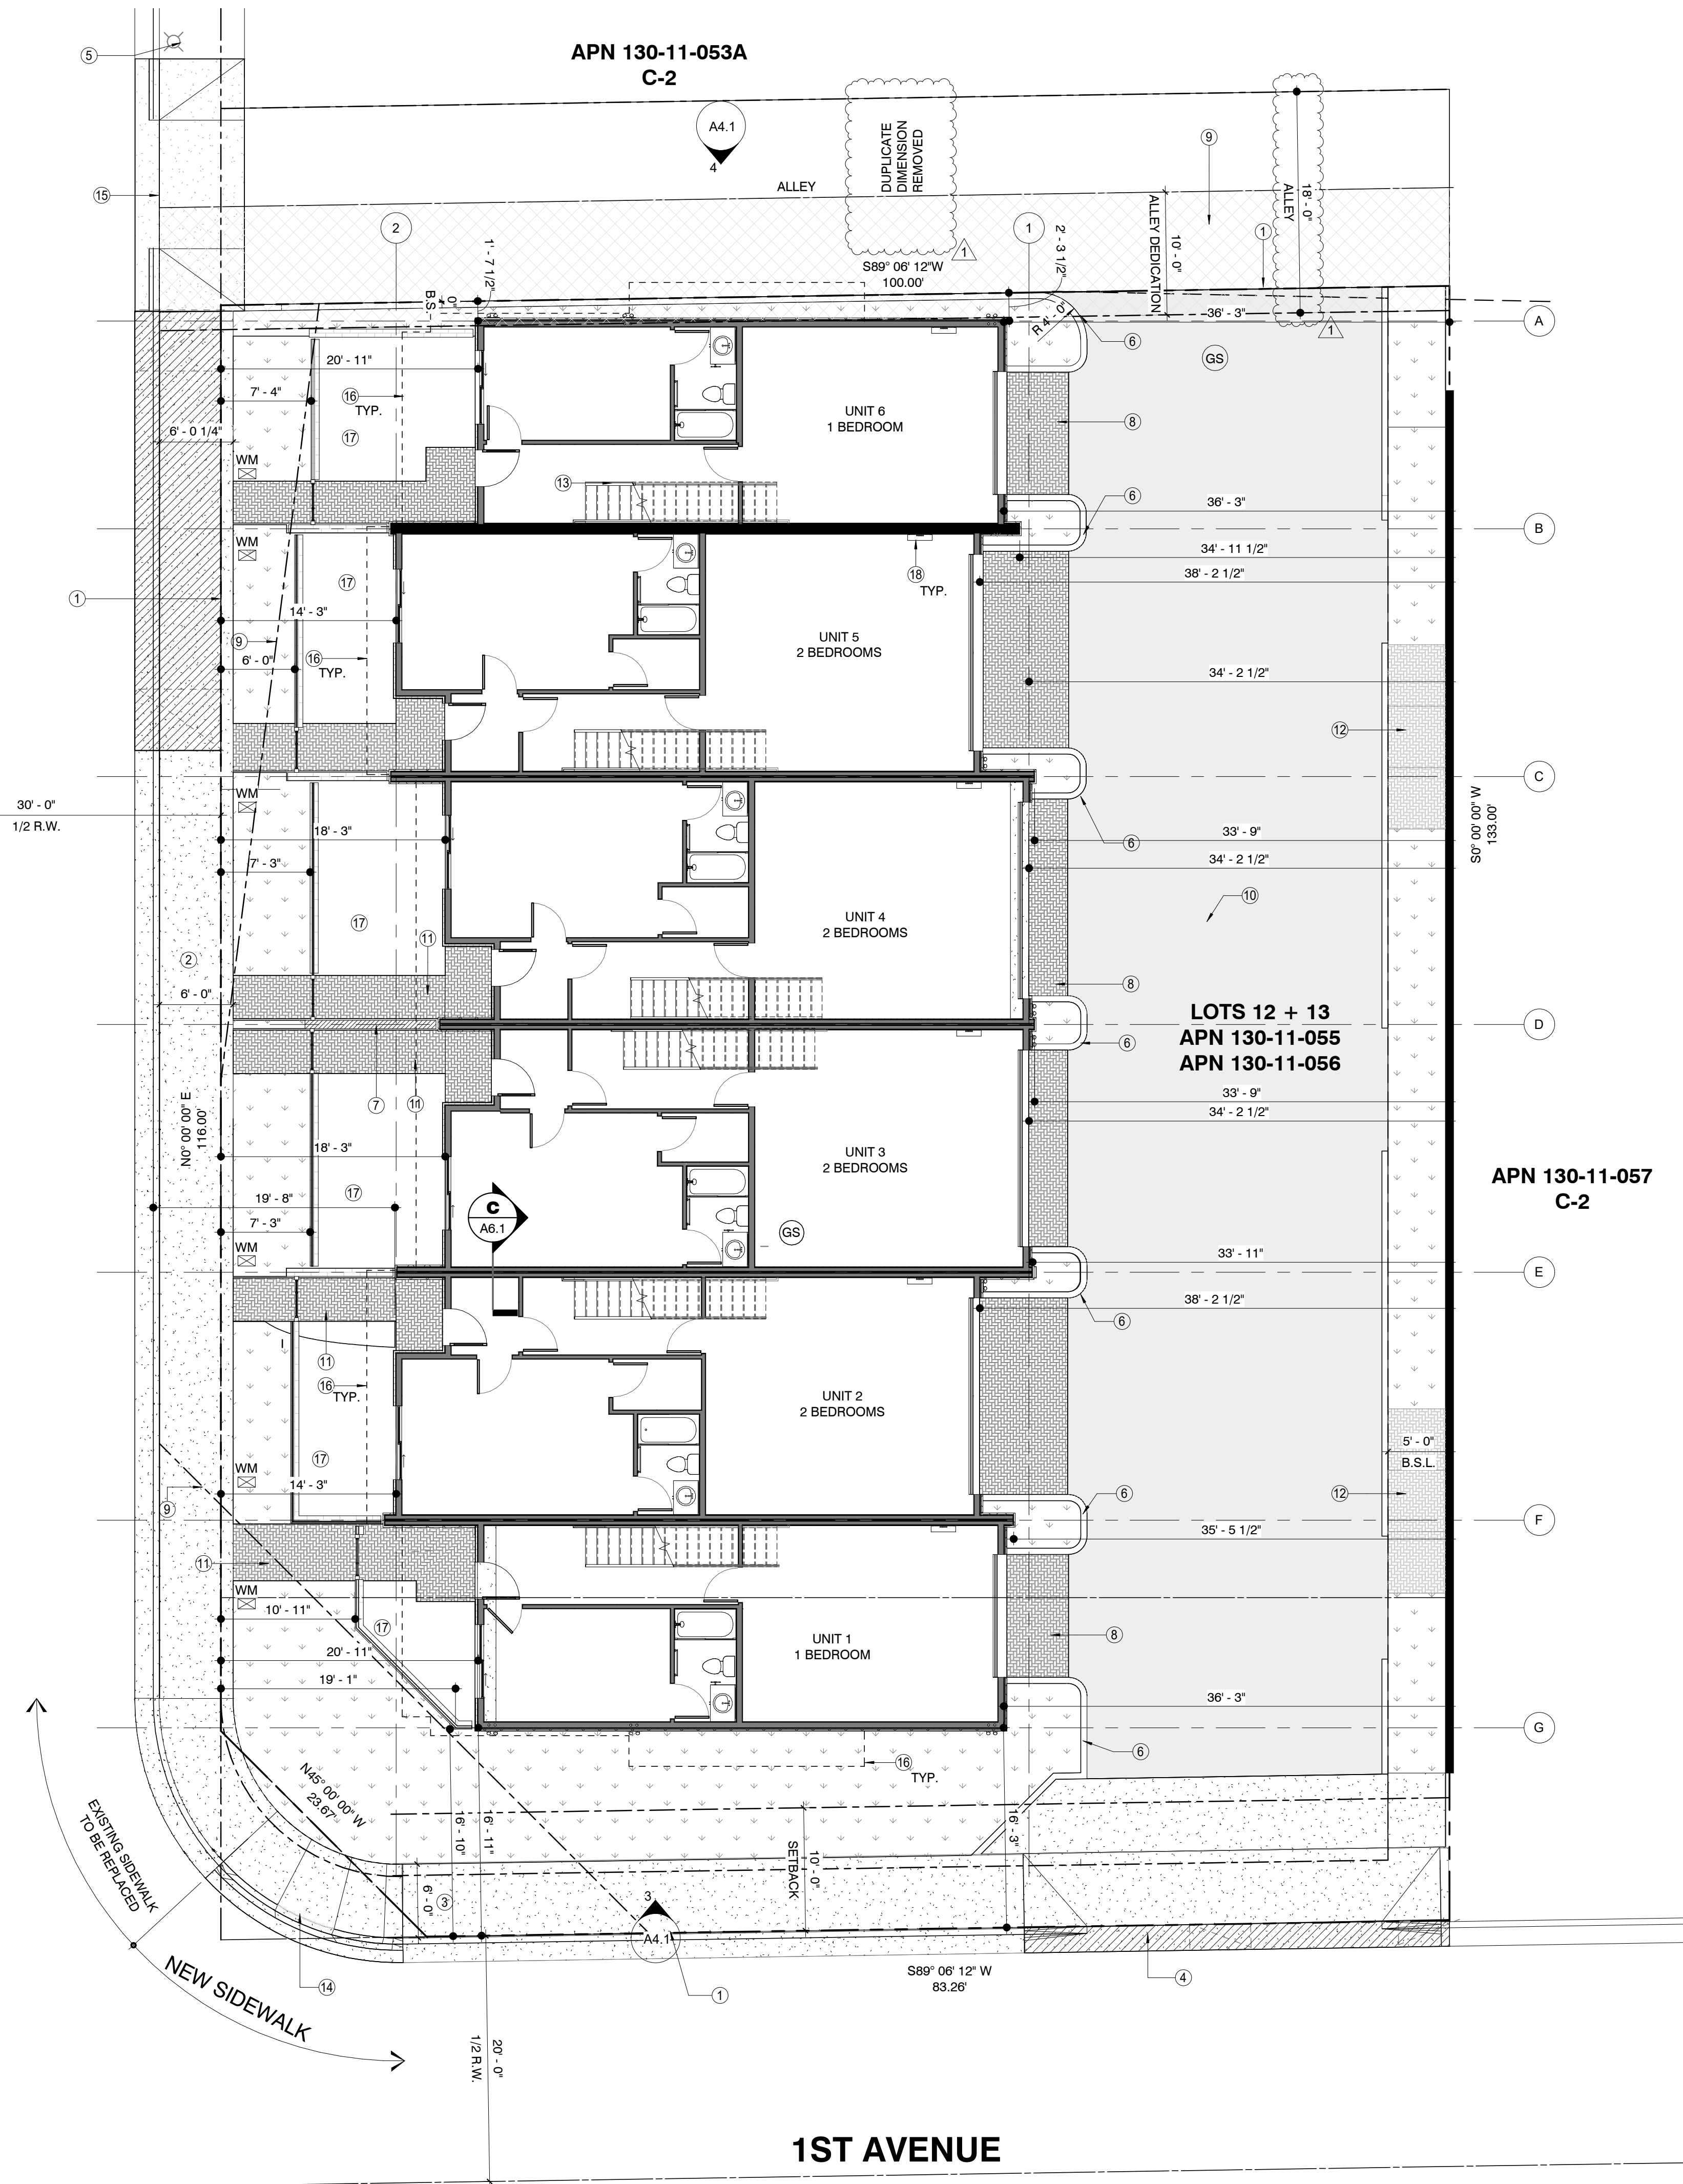 APN 130-11-053A
C-2
5
A4.1
4
DUPLICATE
DIMENSION
REMOVED
1
9
ALLEY
18' - 0"
ALLEY
1
15
ALLEY
10' - 0"
ALLEY DEDICATION
1
2
1
1' - 7 1/2"
2' - 3 1/2"
S89° 06' 12"W
100.00'
B.S.
0"
R 4' - 0"
36' - 3"
A
6
GS
20' - 11"
7' - 4"
16
TYP.
17
6' - 0 1/4"
WM
UNIT 6
1 BEDROOM
8
13
6
36' - 3"
B
WM
34' - 11 1/2"
38' - 2 1/2"
18
TYP.
17
1
14' - 3"
9
6' - 0"
16
TYP.
UNIT 5
2 BEDROOMS
34' - 2 1/2"
12
C
WM
30' - 0"
1/2 R.W.
18' - 3"
7' - 3"
33' - 9"
6
34' - 2 1/2"
S0° 00' 00" W
133.00'
10
17
11
UNIT 4
2 BEDROOMS
2
6' - 0"
8
LOTS 12 + 13
APN 130-11-055
APN 130-11-056
D
6
7
11
N0° 00' 00" E
116.00'
33' - 9"
34' - 2 1/2"
18' - 3"
UNIT 3
2 BEDROOMS
APN 130-11-057
C-2
17
19' - 8"
7' - 3"
C
A6.1
GS
WM
33' - 11"
E
38' - 2 1/2"
6
11
16
TYP.
UNIT 2
2 BEDROOMS
17
5' - 0"
B.S.L.
WM
14' - 3"
9
6
12
F
35' - 5 1/2"
11
WM
10' - 11"
17
UNIT 1
1 BEDROOM
8
20' - 11"
19' - 1"
36' - 3"
G
6
16
TYP.
N45° 00' 00" W
23.67'
EXISTING SIDEWALK
TO BE REPLACED
16' - 10"
16' - 11"
16' - 3"
10' - 0"
SETBACK
6' - 0"
3
3
A4.1
14
1
S89° 06' 12" W
83.26'
4
NEW SIDEWALK
20' - 0"
1/2 R.W.
1ST AVENUE